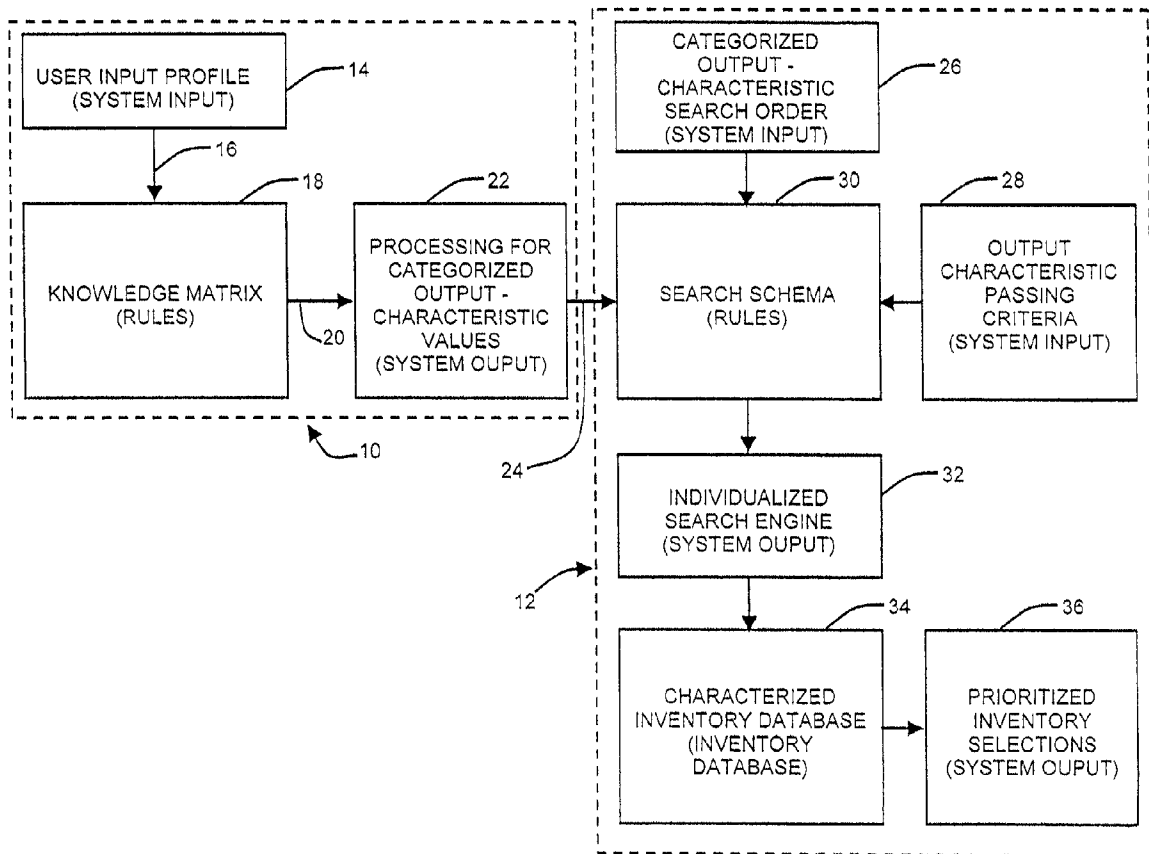 USER INPUT PROFILE
(SYSTEM INPUT)
14
16
18
KNOWLEDGE MATRIX
(RULES)
20
22
PROCESSING FOR
CATEGORIZED
OUTPUT -
CHARACTERISTIC
VALUES
(SYSTEM OUPUT)
10
24
CATEGORIZED
OUTPUT -
CHARACTERISTIC
SEARCH ORDER
(SYSTEM INPUT)
26
30
SEARCH SCHEMA
(RULES)
28
OUTPUT
CHARACTERISTIC
PASSING
CRITERIA
(SYSTEM INPUT)
INDIVIDUALIZED
SEARCH ENGINE
(SYSTEM OUPUT)
32
12
34
CHARACTERIZED
INVENTORY DATABASE
(INVENTORY
DATABASE)
36
PRIORITIZED
INVENTORY
SELECTIONS
(SYSTEM OUPUT)